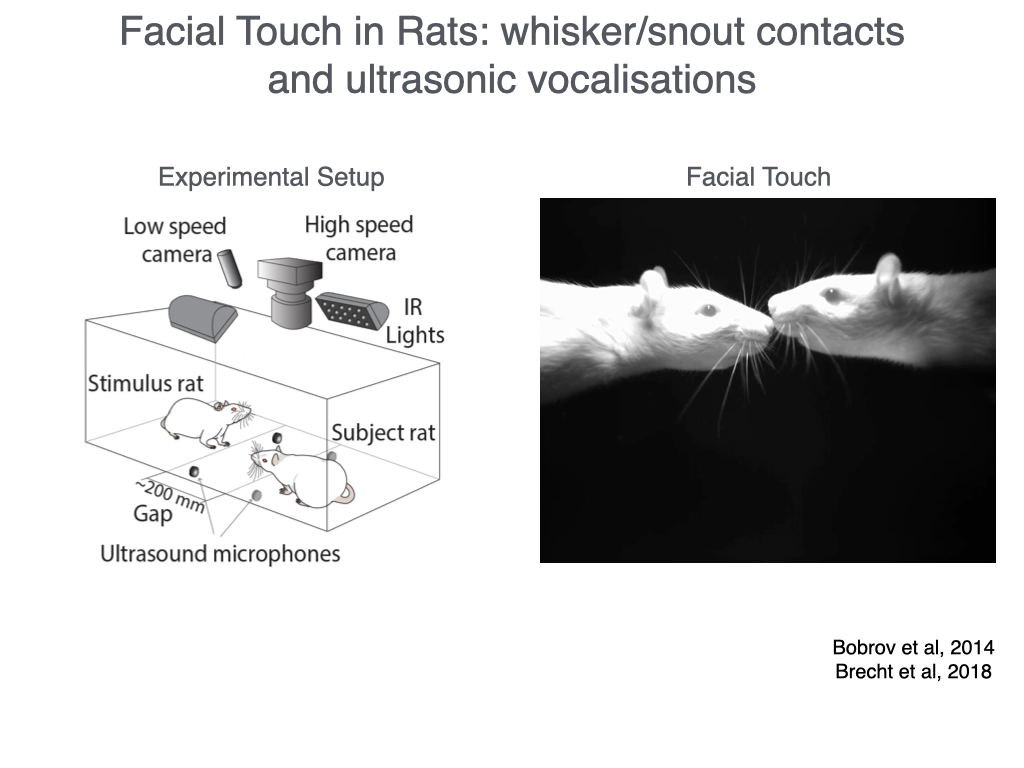 Facial Touch in Rats: whisker/snout contacts
and ultrasonic vocalisations
Experimental Setup
Facial Touch
Low speed
camera
High speed
camera
IR
Lights
Stimulus rat
Subject rat
~200 mm
Gap
Ultrasound microphones
Bobrov et al, 2014
Brecht et al, 2018